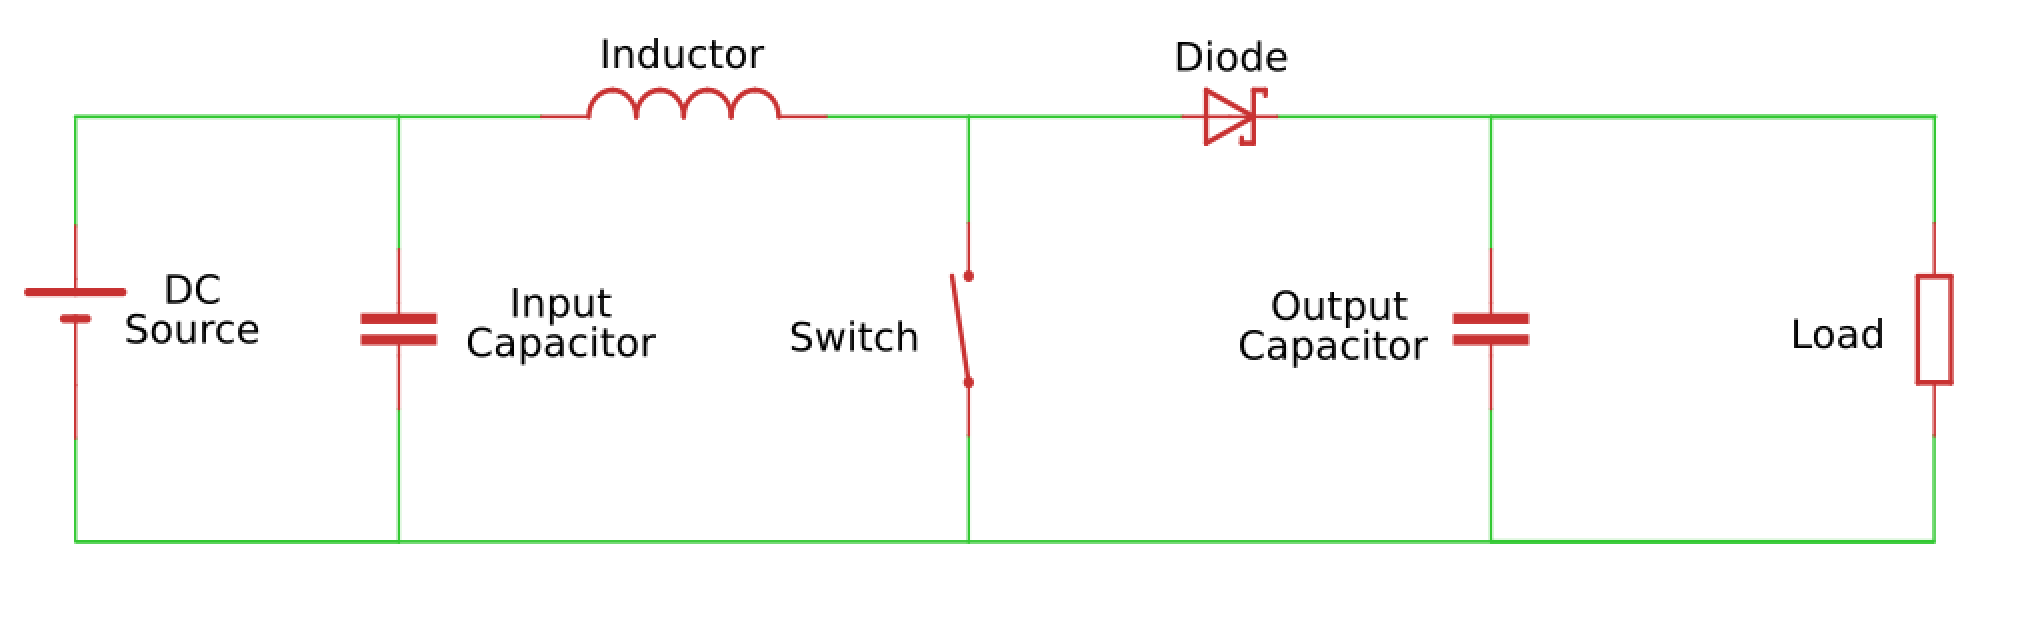 Inductor
Diode
DC
Source
Input
Capacitor
Switch
Output
Capacitor
Load